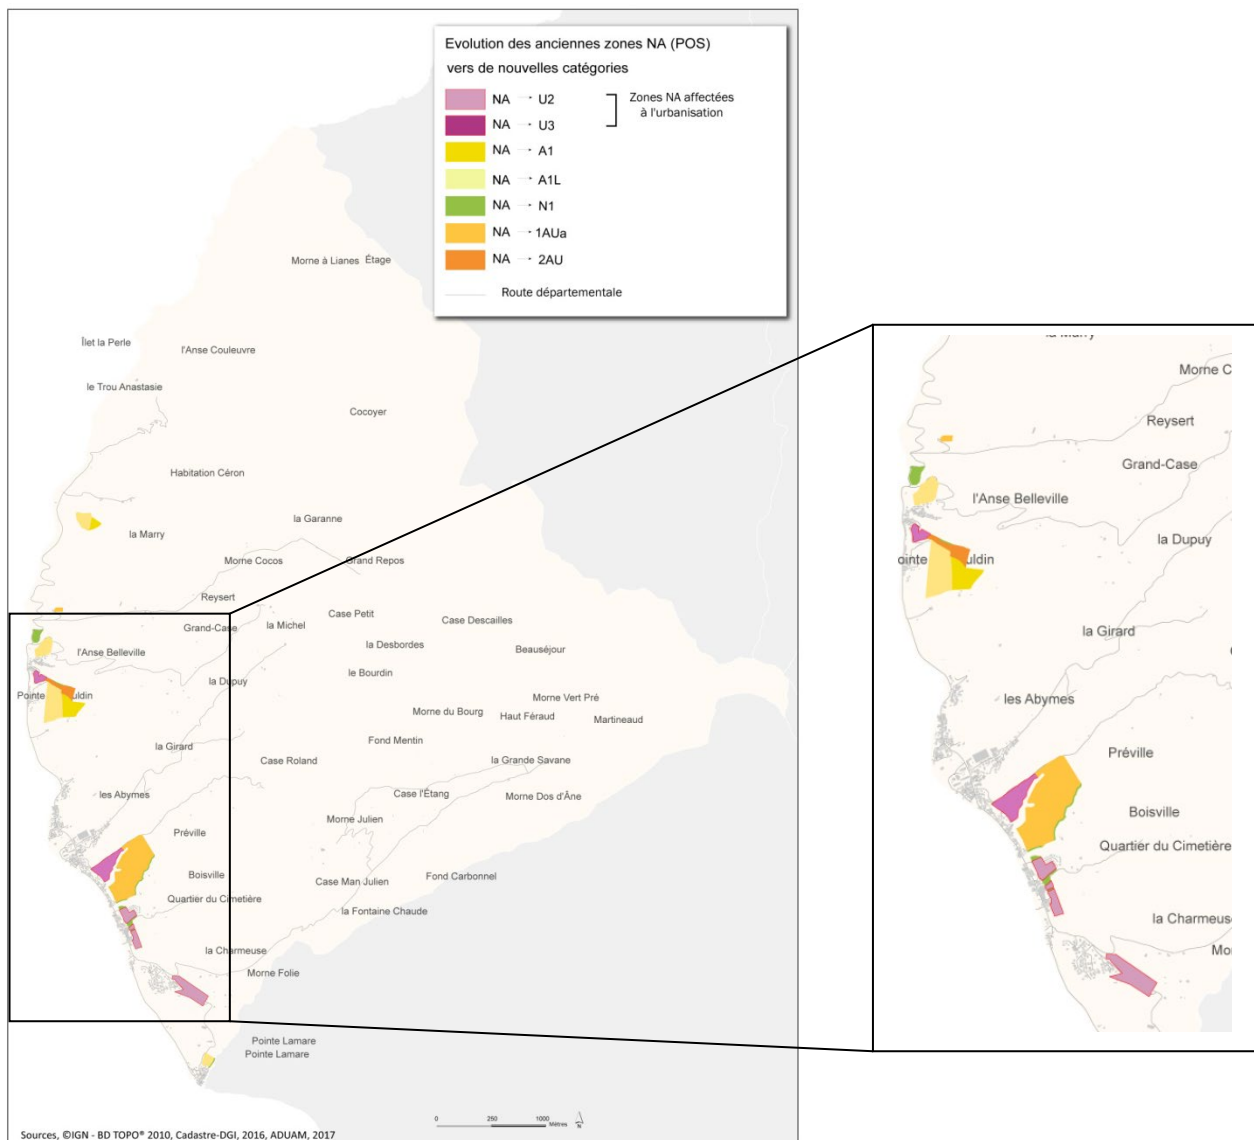 Evolution des anciennes zones NA (POS)
vers de nouvelles catégories
NA → U2
Zones NA affectées
à l'urbanisation
NA → U3
NA → A1
NA → A1L
NA → N1
NA → 1AUa
NA → 2AU
Route départementale
Morne à Lianes
Étage
Îlet la Perle
l'Anse Couleuvre
le Trou Anastasie
Cocoyer
Habitation Céron
la Garanne
la Marry
Morne Cocos
Grand Repos
Reysert
Case Petit
Grand-Case
la Michel
Case Descailles
l'Anse Belleville
la Desbordes
Beauséjour
le Bourdin
la Dupuy
Pointe
uldin
Morne Vert Pré
Morne du Bourg
Haut Féraud
Martineaud
la Girard
Fond Mentin
Case Roland
la Grande Savane
les Abymes
Case l'Étang
Morne Dos d'Âne
Morne Julien
Préville
Boisville
Case Man Julien
Fond Carbonnel
Quartier du Cimetière
la Fontaine Chaude
la Charmeuse
Morne Folie
Pointe Lamare
Pointe Lamare
0 250 1000
Mètres
N
Sources, ©IGN - BD TOPO® 2010, Cadastre-DGI, 2016, ADUAM, 2017
la Marry
Morne C
Reysert
Grand-Case
l'Anse Belleville
la Dupuy
ointe
uldin
la Girard
les Abymes
Préville
Boisville
Quartier du Cimetière
la Charmeus
Mo